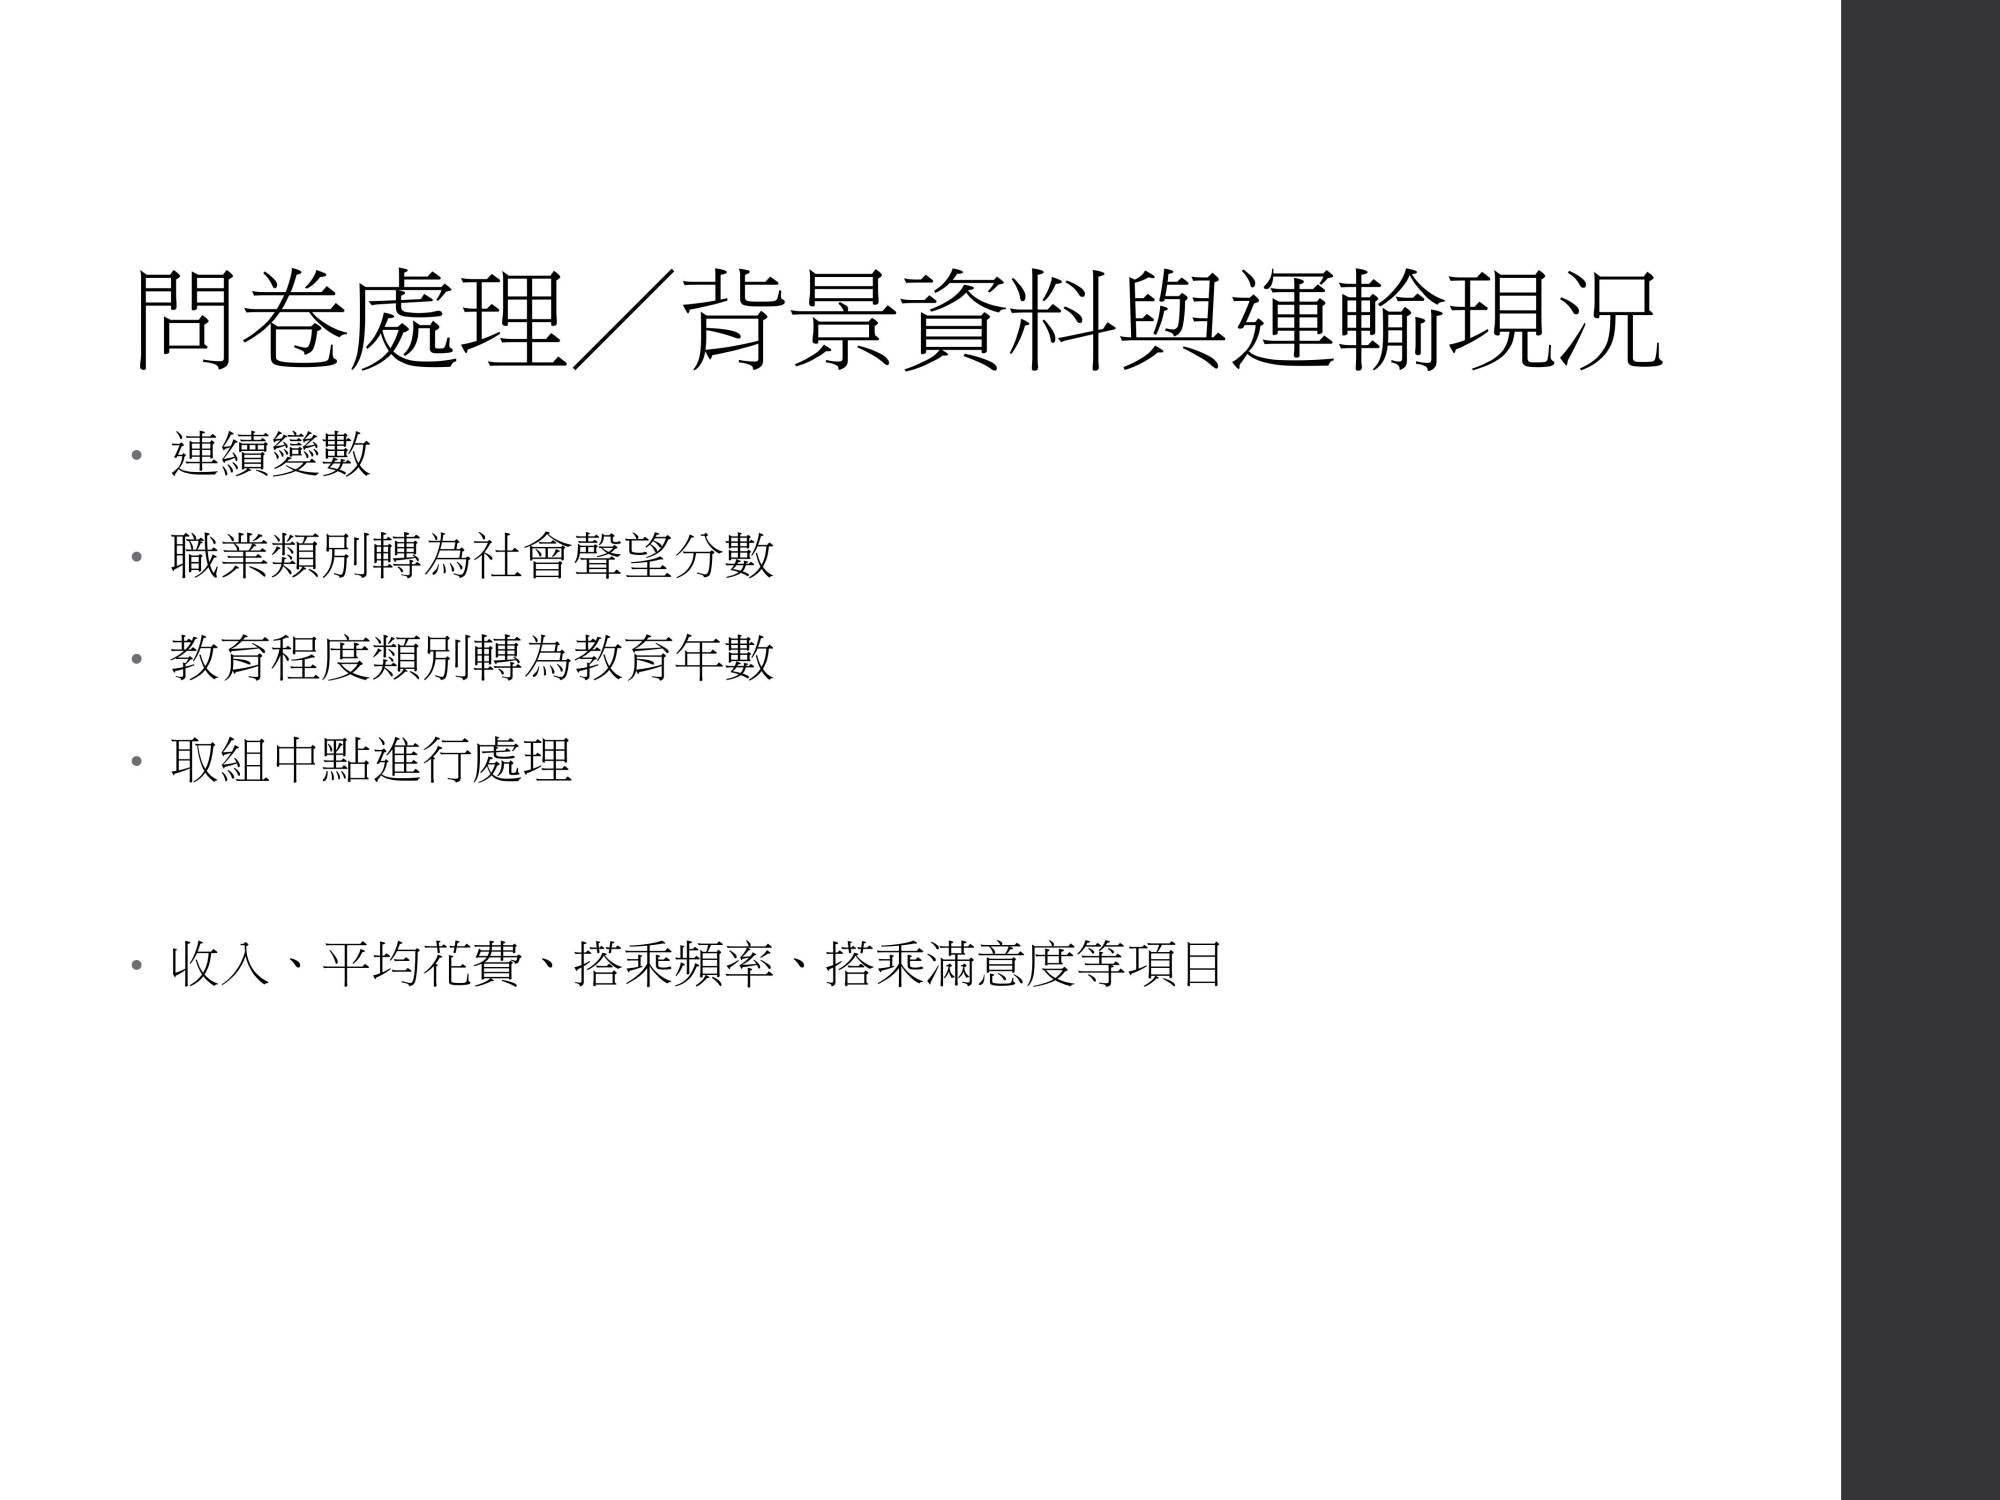 問卷處理／背景資料與運輸現況
• 連續變數
• 職業類別轉為社會聲望分數
• 教育程度類別轉為教育年數
• 取組中點進行處理
• 收入、平均花費、搭乘頻率、搭乘滿意度等項目